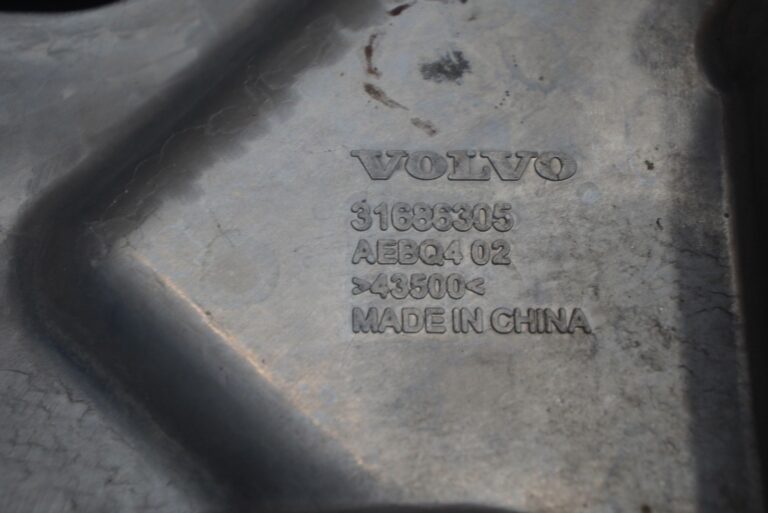 VOLVO
31686305
AEBQ4 02
>43500<
MADE IN CHINA